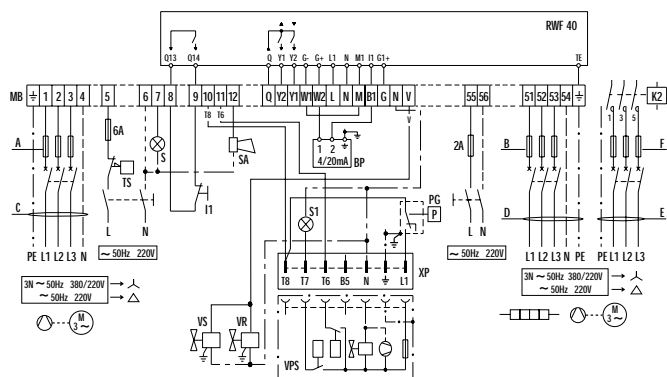 RWF 40
Q13 Q14 Q Y1 Y2 G- G+ L1 N M1 I1 G1+ TE
MB 1 2 3 4 5 6 7 8 9 10 11 12 Q Y2 Y1 W1 W2 L N M B1 G N V 55 56 51 52 53 54 K2
T8 T6 V
1 3 5
A 6A S SA 1 2 BP 2A B F
4/20mA
TS
S1 PG
P
C I1 D E
L N L N
PE L1 L2 L3 N ~ 50Hz 220V ~ 50Hz 220V PE L1 L2 L3 N PE L1 L2 L3
T8 T7 T6 B5 N L1 XP
3N ~ 50Hz 380/220V
~ 50Hz 220V
3N ~ 50Hz 380/220V
~ 50Hz 220V
M
3 ~
VS VR
M
3 ~
VPS